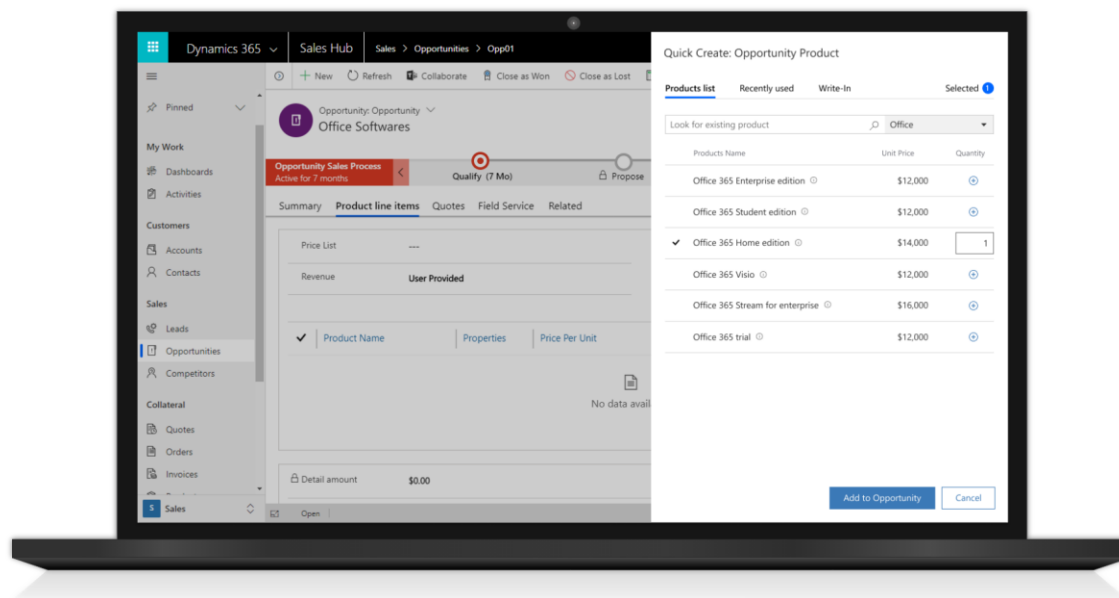 Dynamics 365
Sales Hub
Sales > Opportunities > Opp01
New Refresh Collaborate Close as Won Close as Lost
Pinned
My Work
Dashboards
Activities
Customers
Accounts
Contacts
Sales
Leads
Opportunities
Competitors
Collateral
Quotes
Orders
Invoices
S Sales
Opportunity: Opportunity
Office Softwares
Opportunity Sales Process
Active for 7 months
Qualify (7 Mo)
Propose
Summary Product line items Quotes Field Service Related
Price List ---
Revenue User Provided
Product Name Properties Price Per Unit
No data avail
Detail amount $0.00
Open
Quick Create: Opportunity Product
Products list Recently used Write-In Selected 1
Look for existing product Office
Products Name Unit Price Quantity
Office 365 Enterprise edition $12,000
Office 365 Student edition $12,000
Office 365 Home edition $14,000 1
Office 365 Visio $12,000
Office 365 Stream for enterprise $16,000
Office 365 trial $12,000
Add to Opportunity Cancel